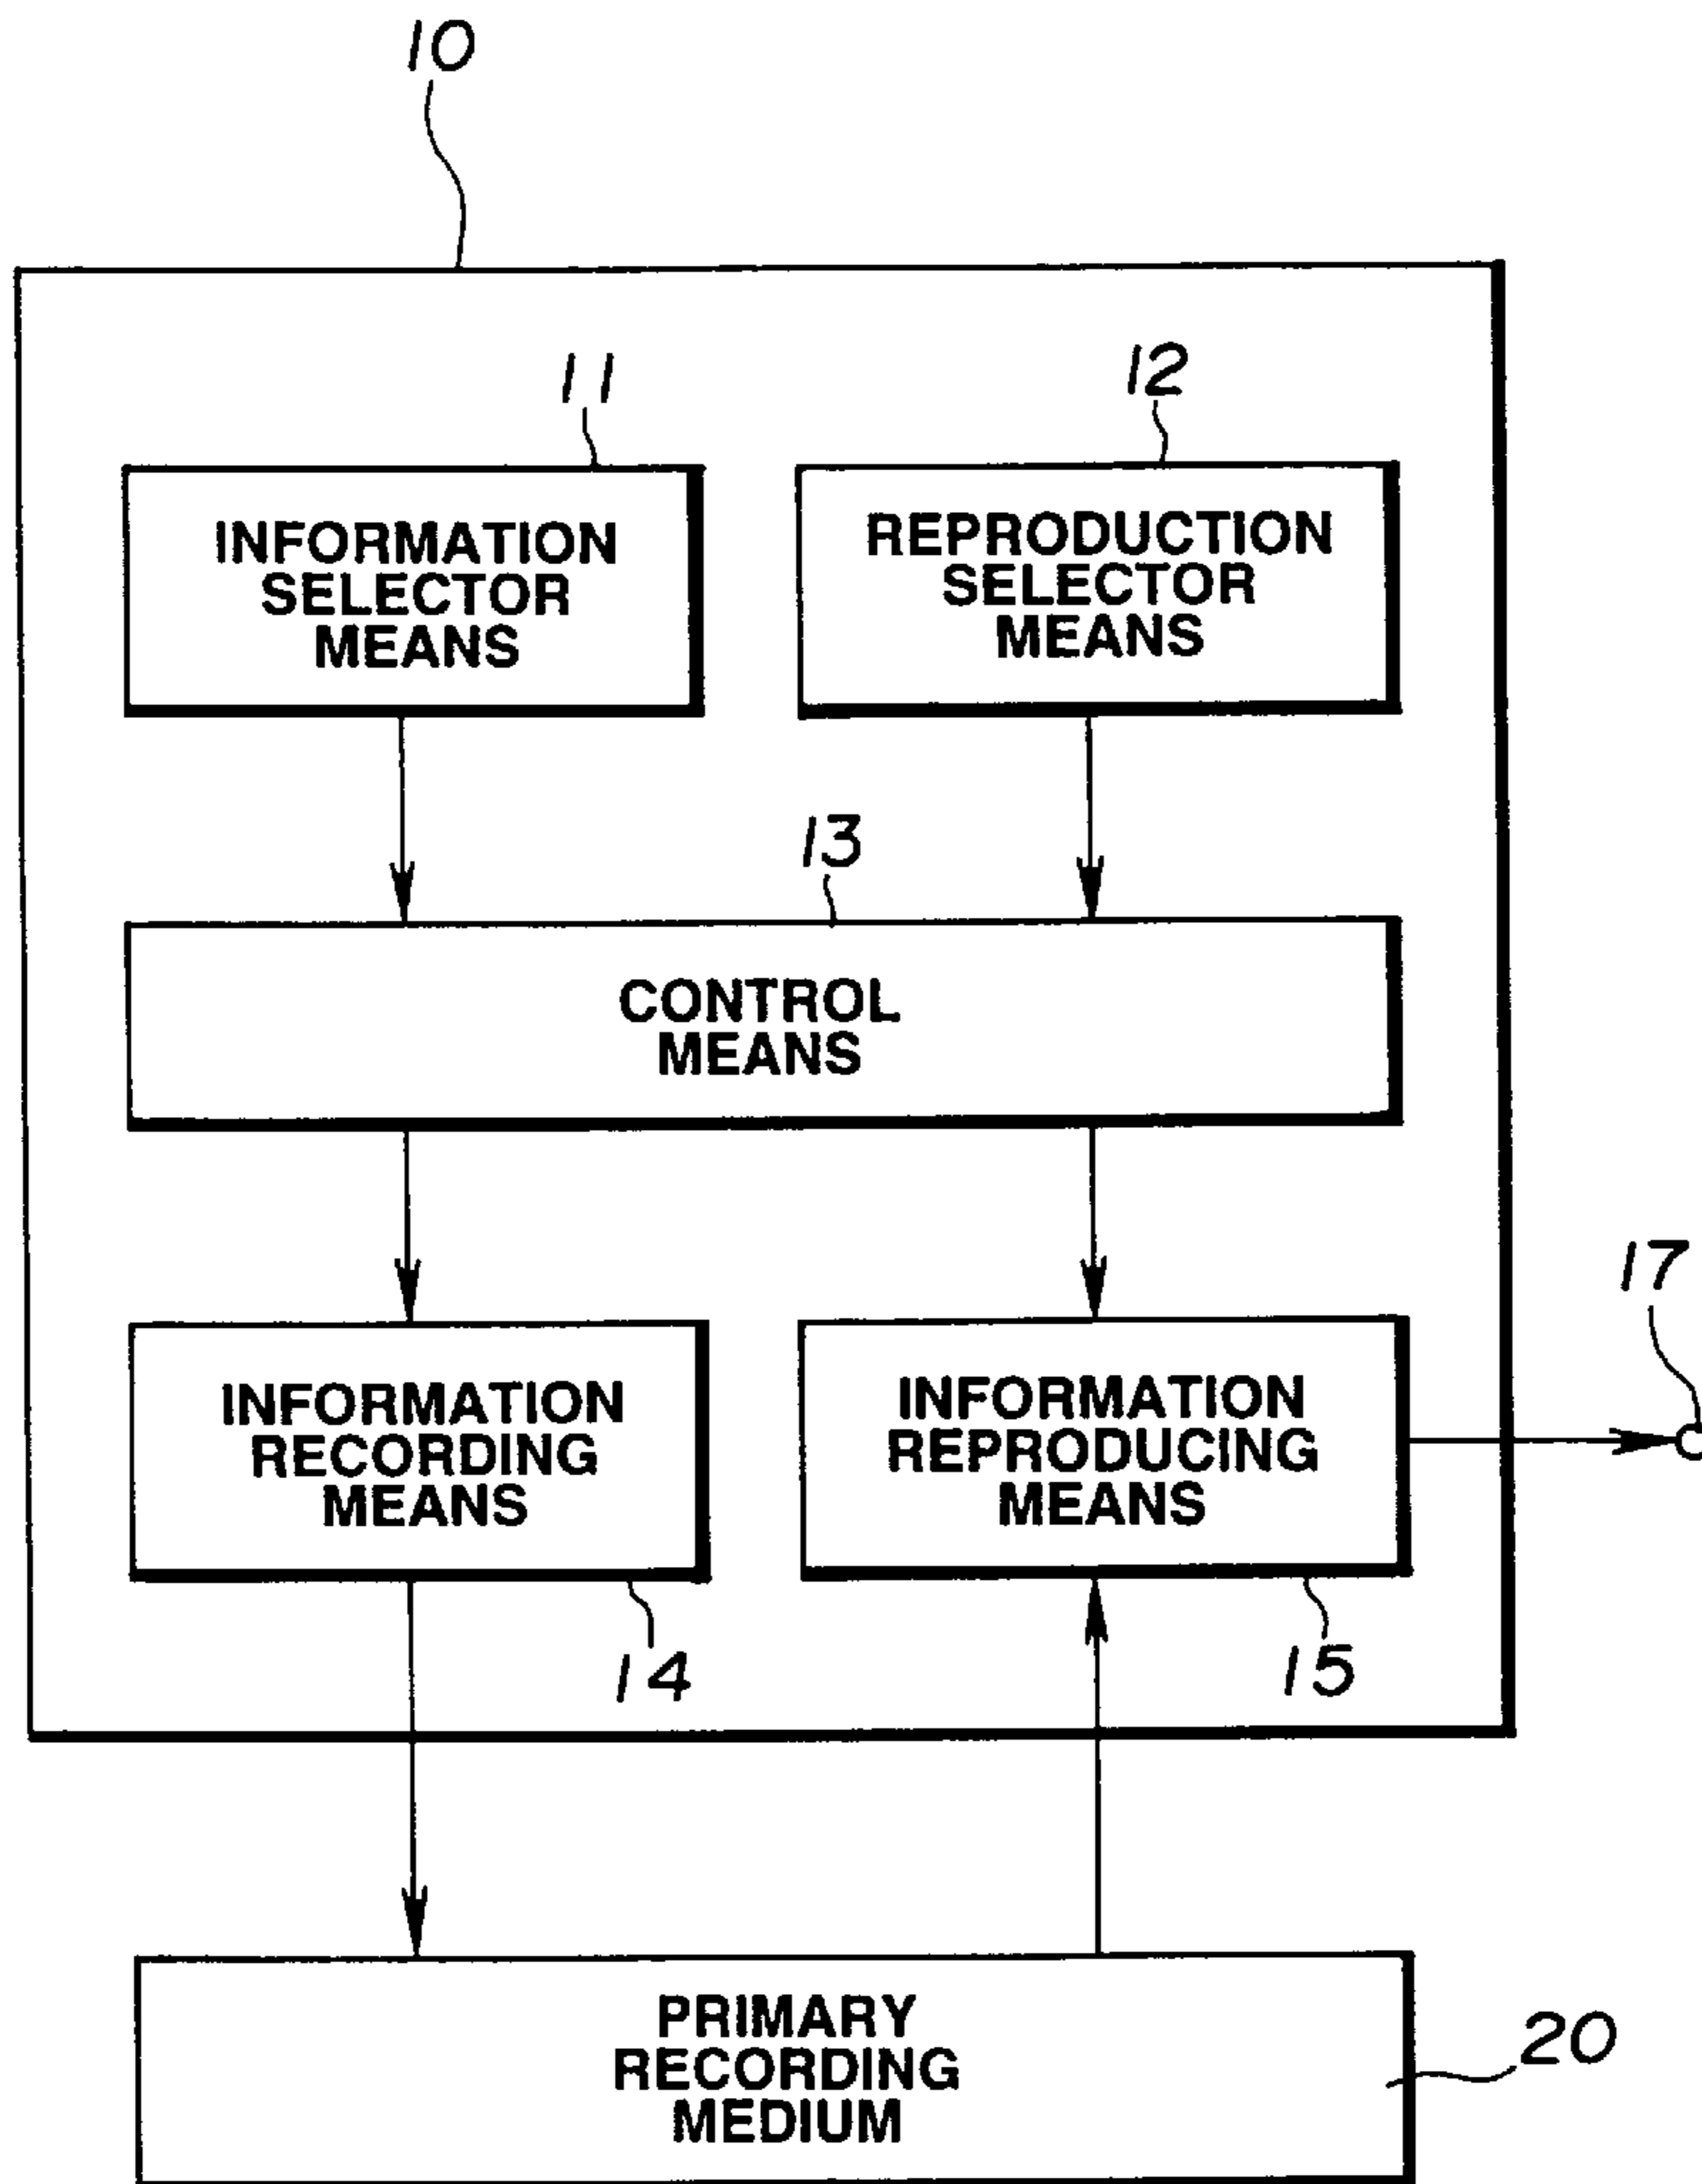 10
11
12
INFORMATION
SELECTOR
MEANS
REPRODUCTION
SELECTOR
MEANS
13
CONTROL
MEANS
17
INFORMATION
RECORDING
MEANS
INFORMATION
REPRODUCING
MEANS
14
15
PRIMARY
RECORDING
MEDIUM
20